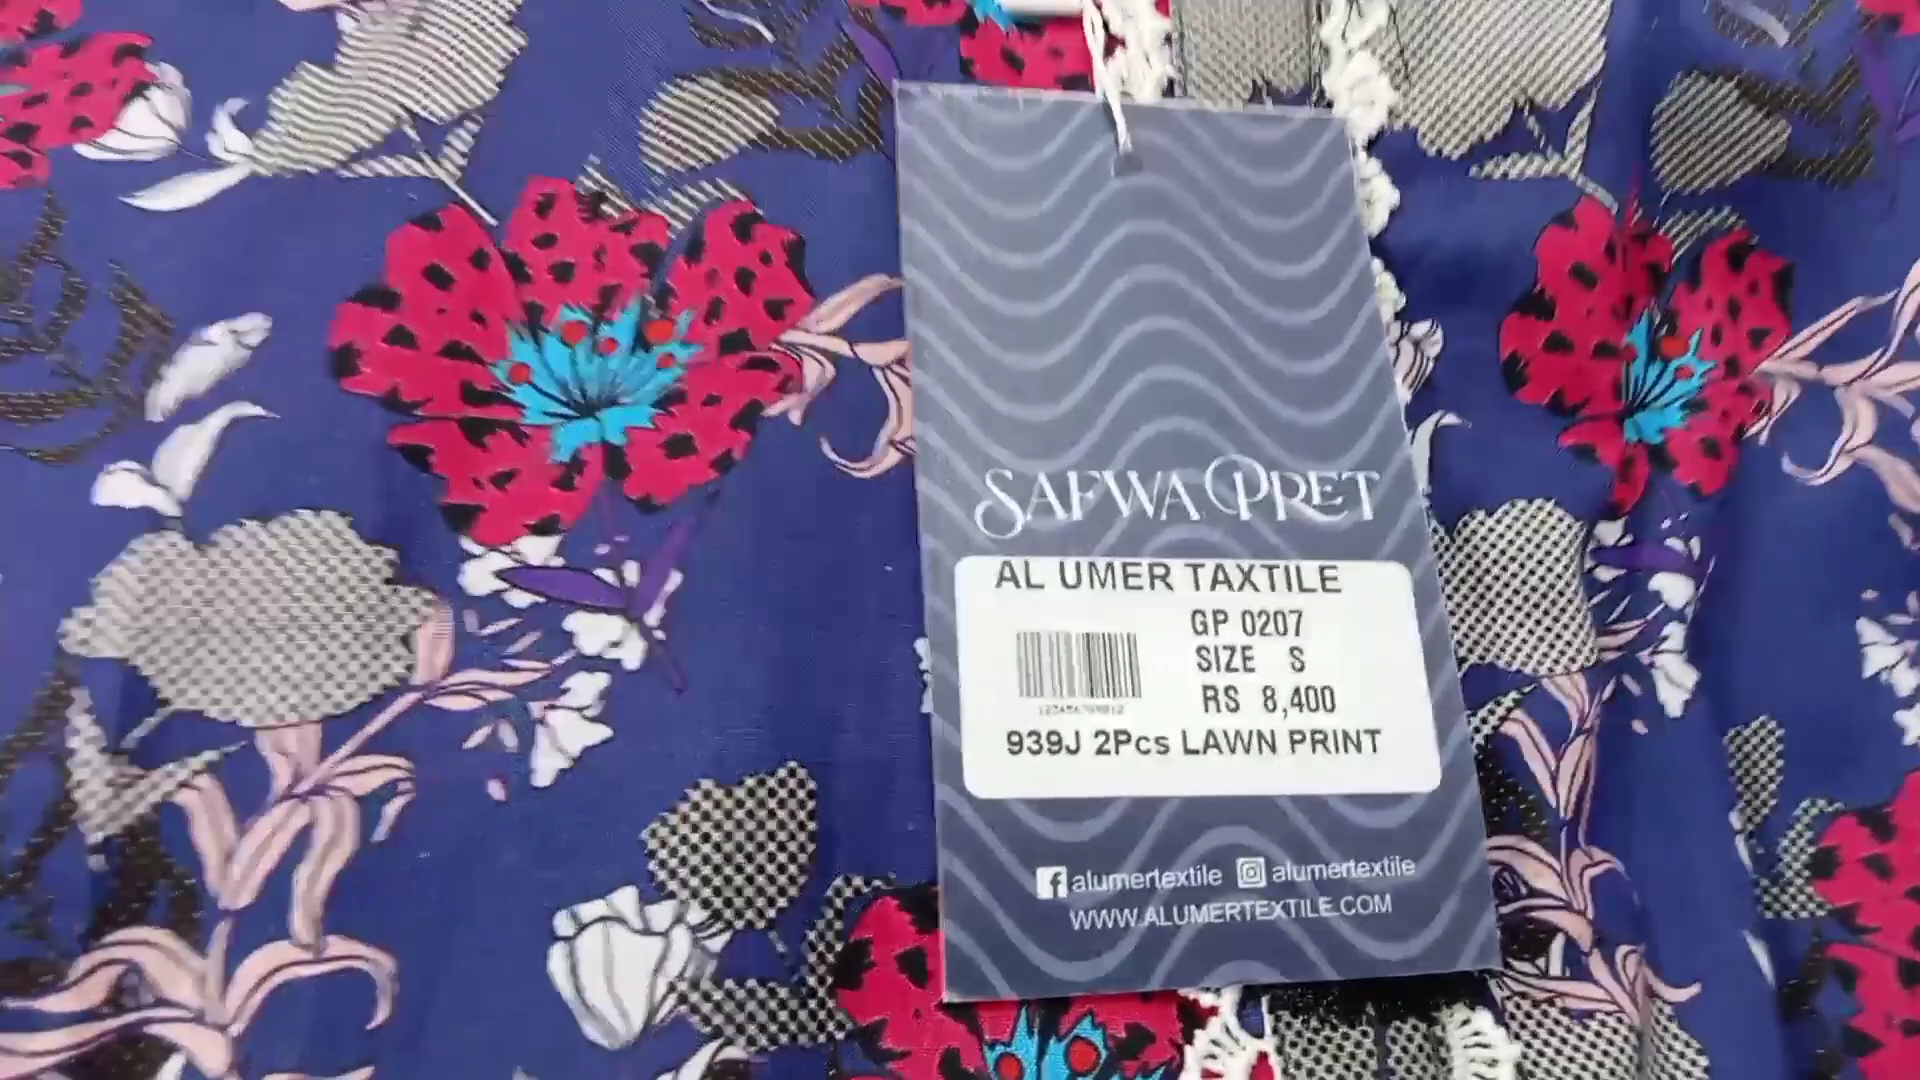 SAFWA PRET
AL UMER TAXTILE
GP 0207
SIZE S
RS 8,400
939J 2Pcs LAWN PRINT
alumertextile alumertextile
WWW.ALUMERTEXTILE.COM